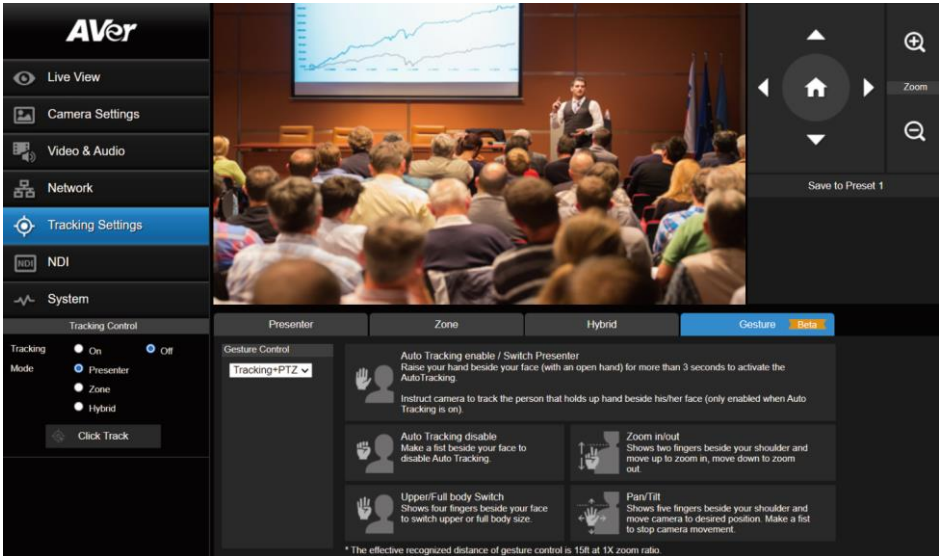 AVer
Live View
Camera Settings
Video & Audio
Network
Tracking Settings
NDI
NDI
System
Tracking Control
Tracking
On
Off
Mode
Presenter
Zone
Hybrid
Click Track
Zoom
Save to Preset 1
Presenter
Zone
Hybrid
Gesture
Beta
Gesture Control
Tracking+PTZ
Auto Tracking enable / Switch Presenter
Raise your hand beside your face (with an open hand) for more than 3 seconds to activate the
AutoTracking.
Instruct camera to track the person that holds up hand beside his/her face (only enabled when Auto
Tracking is on).
Auto Tracking disable
Make a fist beside your face to
disable Auto Tracking.
Zoom in/out
Shows two fingers beside your shoulder and
move up to zoom in, move down to zoom
out.
Upper/Full body Switch
Shows four fingers beside your face
to switch upper or full body size.
Pan/Tilt
Shows five fingers beside your shoulder and
move camera to desired position. Make a fist
to stop camera movement.
* The effective recognized distance of gesture control is 15ft at 1X zoom ratio.